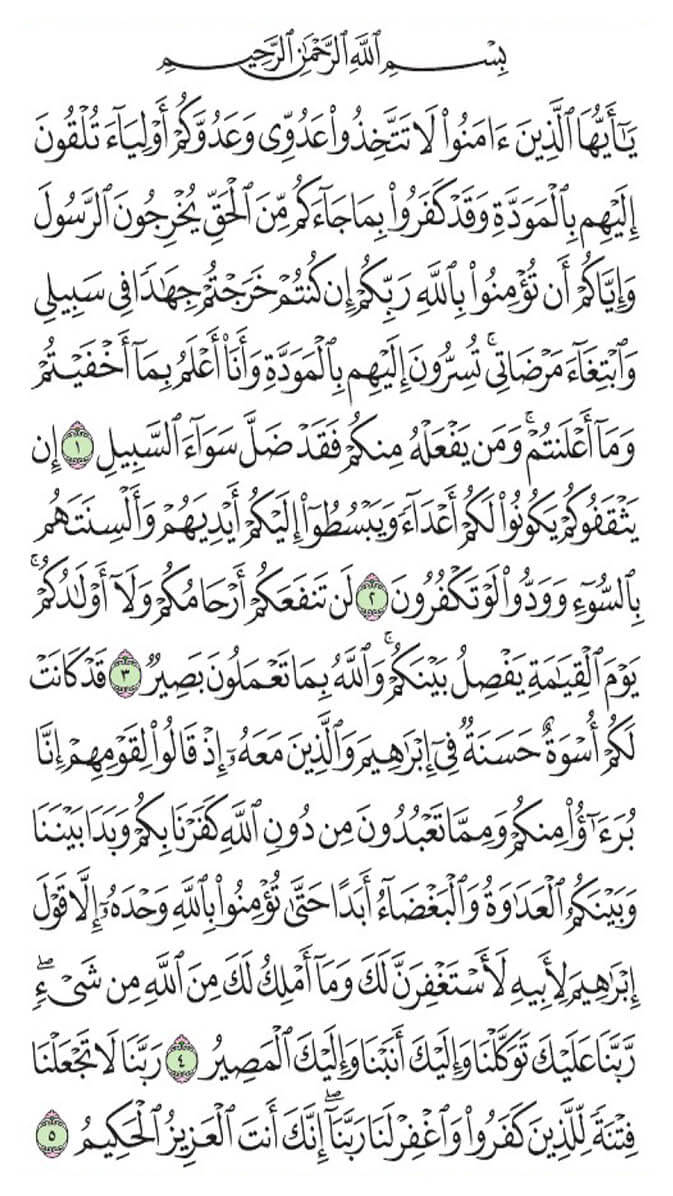 بِسْمِ ٱللَّهِ ٱلرَّحْمَٰنِ ٱلرَّحِيمِ
يَـٰٓأَيُّهَا ٱلَّذِينَ ءَامَنُوا۟ لَا تَتَّخِذُوا۟ عَدُوِّى وَعَدُوَّكُمْ أَوْلِيَآءَ تُلْقُونَ
إِلَيْهِم بِٱلْمَوَدَّةِ وَقَدْ كَفَرُوا۟ بِمَا جَآءَكُم مِّنَ ٱلْحَقِّ يُخْرِجُونَ ٱلرَّسُولَ
وَإِيَّاكُمْ أَن تُؤْمِنُوا۟ بِٱللَّهِ رَبِّكُمْ إِن كُنتُمْ خَرَجْتُمْ جِهَـٰدًا فِى سَبِيلِى
وَٱبْتِغَآءَ مَرْضَاتِى ۚ تُسِرُّونَ إِلَيْهِم بِٱلْمَوَدَّةِ وَأَنَا۠ أَعْلَمُ بِمَآ أَخْفَيْتُمْ
وَمَآ أَعْلَنتُمْ ۚ وَمَن يَفْعَلْهُ مِنكُمْ فَقَدْ ضَلَّ سَوَآءَ ٱلسَّبِيلِ ١ إِن
يَثْقَفُوكُمْ يَكُونُوا۟ لَكُمْ أَعْدَآءً وَيَبْسُطُوٓا۟ إِلَيْكُمْ أَيْدِيَهُمْ وَأَلْسِنَتَهُم
بِٱلسُّوٓءِ وَوَدُّوا۟ لَوْ تَكْفُرُونَ ٢ لَن تَنفَعَكُمْ أَرْحَامُكُمْ وَلَآ أَوْلَـٰدُكُمْ ۚ
يَوْمَ ٱلْقِيَـٰمَةِ يَفْصِلُ بَيْنَكُمْ ۚ وَٱللَّهُ بِمَا تَعْمَلُونَ بَصِيرٌ ٣ قَدْ كَانَتْ
لَكُمْ أُسْوَةٌ حَسَنَةٌ فِىٓ إِبْرَٰهِيمَ وَٱلَّذِينَ مَعَهُۥٓ إِذْ قَالُوا۟ لِقَوْمِهِمْ إِنَّا
بُرَءَٰٓؤُا۟ مِنكُمْ وَمِمَّا تَعْبُدُونَ مِن دُونِ ٱللَّهِ كَفَرْنَا بِكُمْ وَبَدَا بَيْنَنَا
وَبَيْنَكُمُ ٱلْعَدَٰوَةُ وَٱلْبَغْضَآءُ أَبَدًا حَتَّىٰ تُؤْمِنُوا۟ بِٱللَّهِ وَحْدَهُۥٓ إِلَّا قَوْلَ
إِبْرَٰهِيمَ لِأَبِيهِ لَأَسْتَغْفِرَنَّ لَكَ وَمَآ أَمْلِكُ لَكَ مِنَ ٱللَّهِ مِن شَىْءٍ ۖ
رَّبَّنَا عَلَيْكَ تَوَكَّلْنَا وَإِلَيْكَ أَنَبْنَا وَإِلَيْكَ ٱلْمَصِيرُ ٤ رَبَّنَا لَا تَجْعَلْنَا
فِتْنَةً لِّلَّذِينَ كَفَرُوا۟ وَٱغْفِرْ لَنَا رَبَّنَآ ۖ إِنَّكَ أَنتَ ٱلْعَزِيزُ ٱلْحَكِيمُ ٥